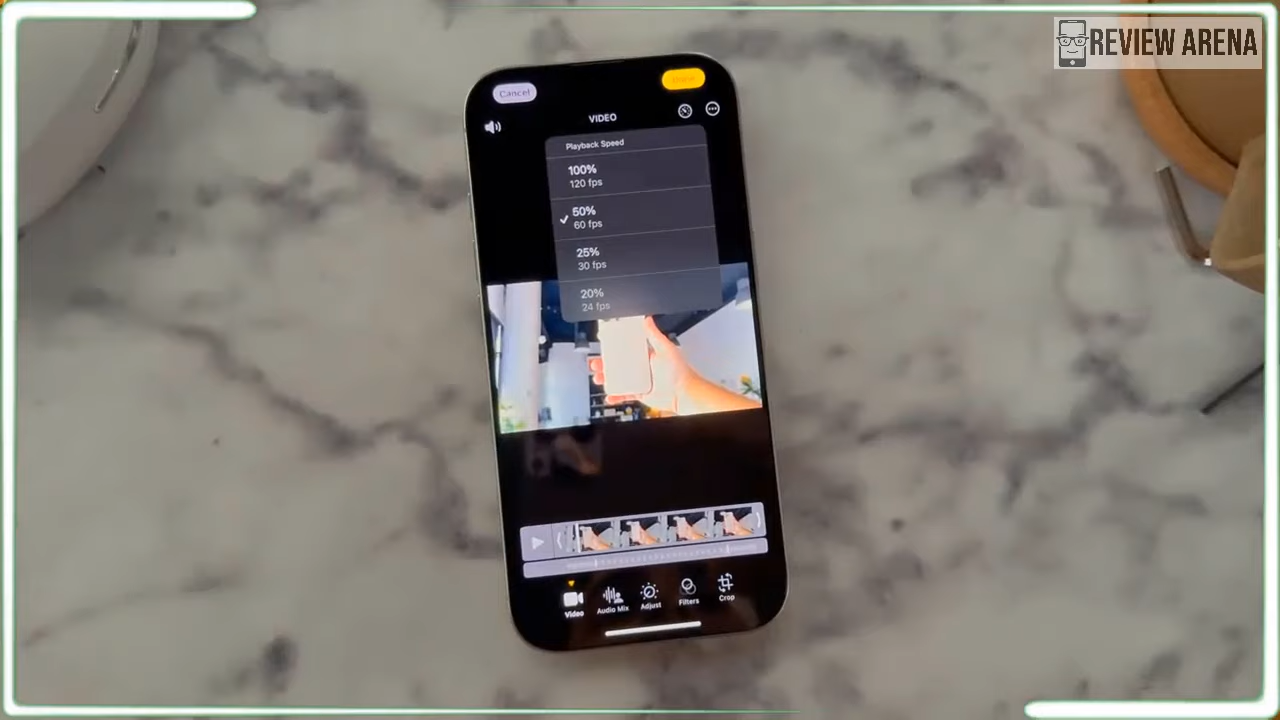 REVIEW ARENA
Cancel
Done
VIDEO
Playback Speed
100%
120 fps
50%
60 fps
25%
30 fps
20%
24 fps
Video
Audio Mix
Adjust
Filters
Crop